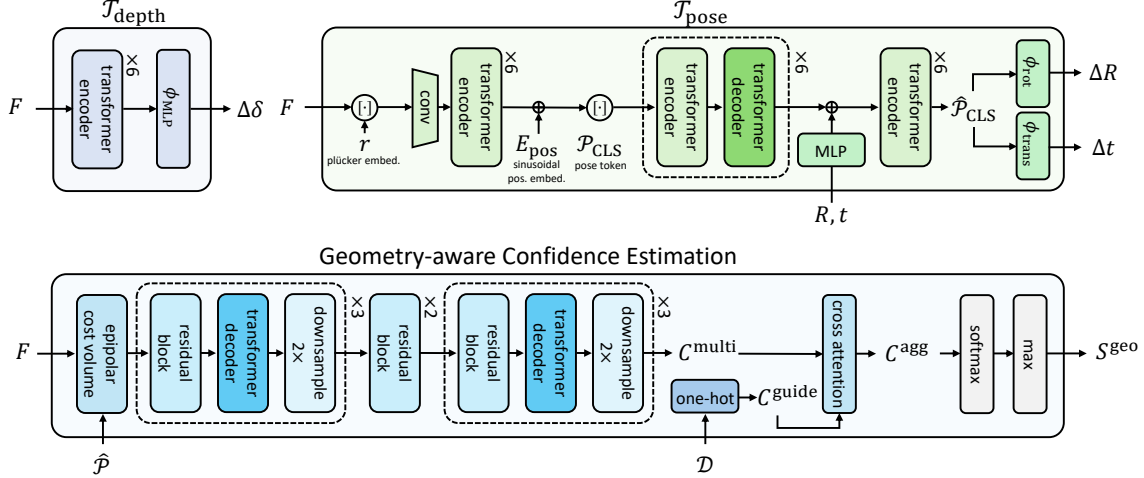 𝒯depth
F
transformer encoder
×6
ϕMLP
Δδ
𝒯pose
F
[·]
r
plücker embed.
conv
transformer encoder
×6
⊕
Epos
sinusoidal
pos. embed.
[·]
𝒫CLS
pose token
transformer encoder
transformer decoder
×6
⊕
MLP
R, t
transformer encoder
×6
𝒫̂CLS
ϕrot
ϕtrans
ΔR
Δt
Geometry-aware Confidence Estimation
F
epipolar cost volume
𝒫̂
residual block
transformer decoder
downsample 2×
×3
residual block
×2
residual block
transformer decoder
downsample 2×
×3
Cmulti
one-hot
𝒟
Cguide
cross attention
Cagg
softmax
max
Sgeo